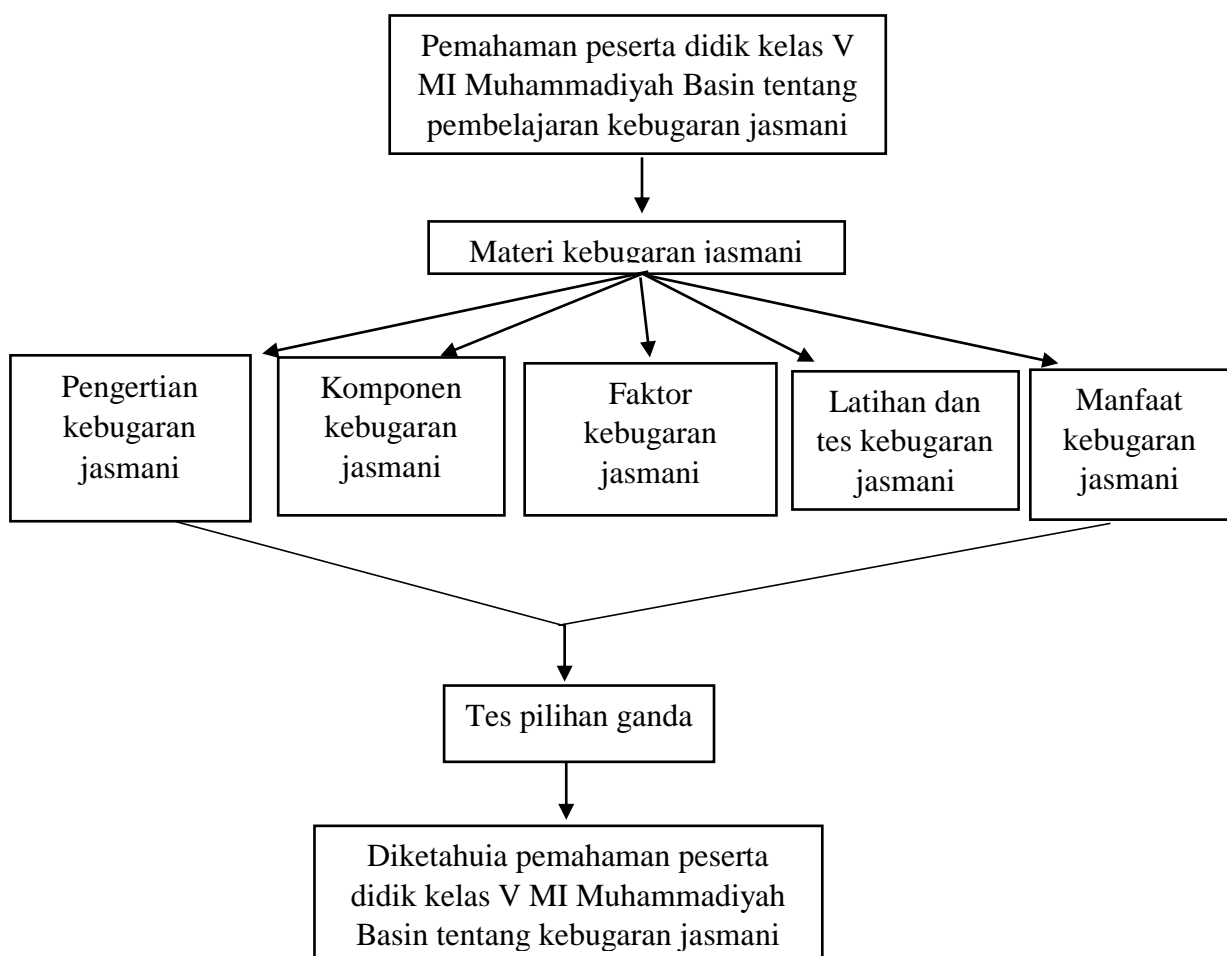 Pemahaman peserta didik kelas V
MI Muhammadiyah Basin tentang
pembelajaran kebugaran jasmani
Materi kebugaran jasmani
Pengertian
kebugaran
jasmani
Komponen
kebugaran
jasmani
Faktor
kebugaran
jasmani
Latihan dan
tes kebugaran
jasmani
Manfaat
kebugaran
jasmani
Tes pilihan ganda
Diketahuia pemahaman peserta
didik kelas V MI Muhammadiyah
Basin tentang kebugaran jasmani